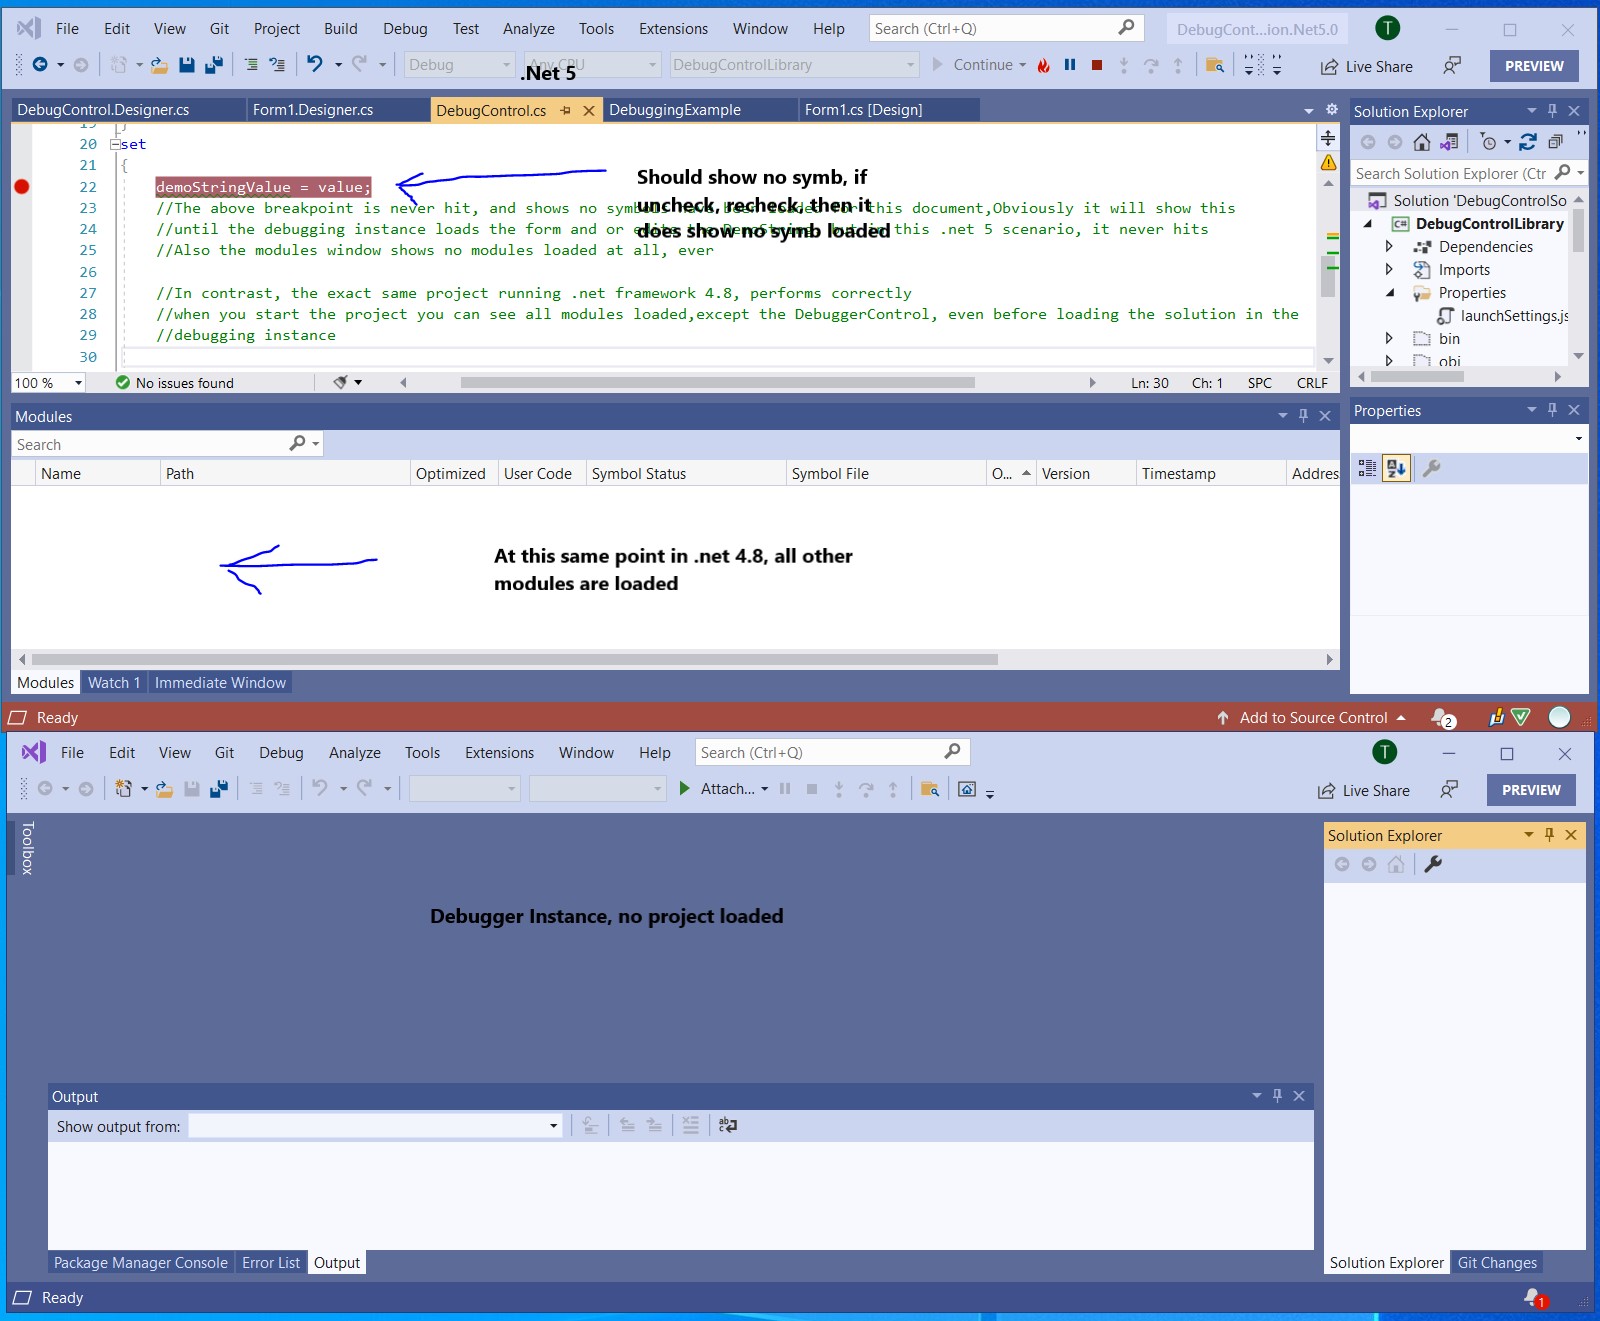 File Edit View Git Project Build Debug Test Analyze Tools Extensions Window Help Search (Ctrl+Q) DebugCont...ion.Net5.0 T
Debug Any CPU DebugControlLibrary Continue Live Share PREVIEW
.Net 5
DebugControl.Designer.cs Form1.Designer.cs DebugControl.cs DebuggingExample Form1.cs [Design]
19 }
20 set
21 {
22 demoStringValue = value;
23 //The above breakpoint is never hit, and shows no symbols have been loaded for this document,Obviously it will show this
24 //until the debugging instance loads the form and or edits the DemoString, but in this .net 5 scenario, it never hits
25 //Also the modules window shows no modules loaded at all, ever
26
27 //In contrast, the exact same project running .net framework 4.8, performs correctly
28 //when you start the project you can see all modules loaded,except the DebuggerControl, even before loading the solution in the
29 //debugging instance
30
Should show no symb, if
uncheck, recheck, then it
does show no symb loaded
100 % No issues found Ln: 30 Ch: 1 SPC CRLF
Solution Explorer
Search Solution Explorer (Ctr
Solution 'DebugControlSo
C# DebugControlLibrary
Dependencies
Imports
Properties
launchSettings.js
bin
obj
Modules
Search
Name Path Optimized User Code Symbol Status Symbol File O... Version Timestamp Addres
At this same point in .net 4.8, all other
modules are loaded
Modules Watch 1 Immediate Window
Properties
Ready Add to Source Control 2
File Edit View Git Debug Analyze Tools Extensions Window Help Search (Ctrl+Q) T
Attach... Live Share PREVIEW
Toolbox
Debugger Instance, no project loaded
Solution Explorer
Output
Show output from:
Package Manager Console Error List Output
Solution Explorer Git Changes
Ready 1